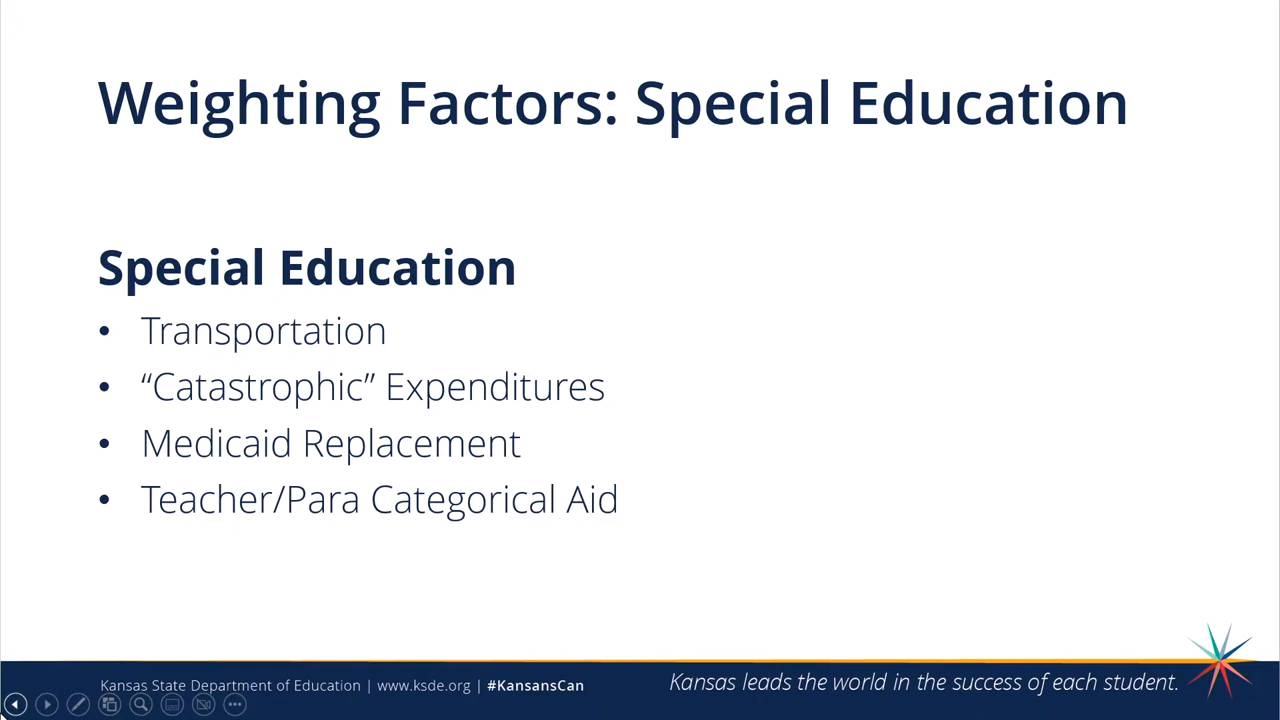 Weighting Factors: Special Education
Special Education
• Transportation
• “Catastrophic” Expenditures
• Medicaid Replacement
• Teacher/Para Categorical Aid
Kansas State Department of Education | www.ksde.org | #KansansCan
Kansas leads the world in the success of each student.